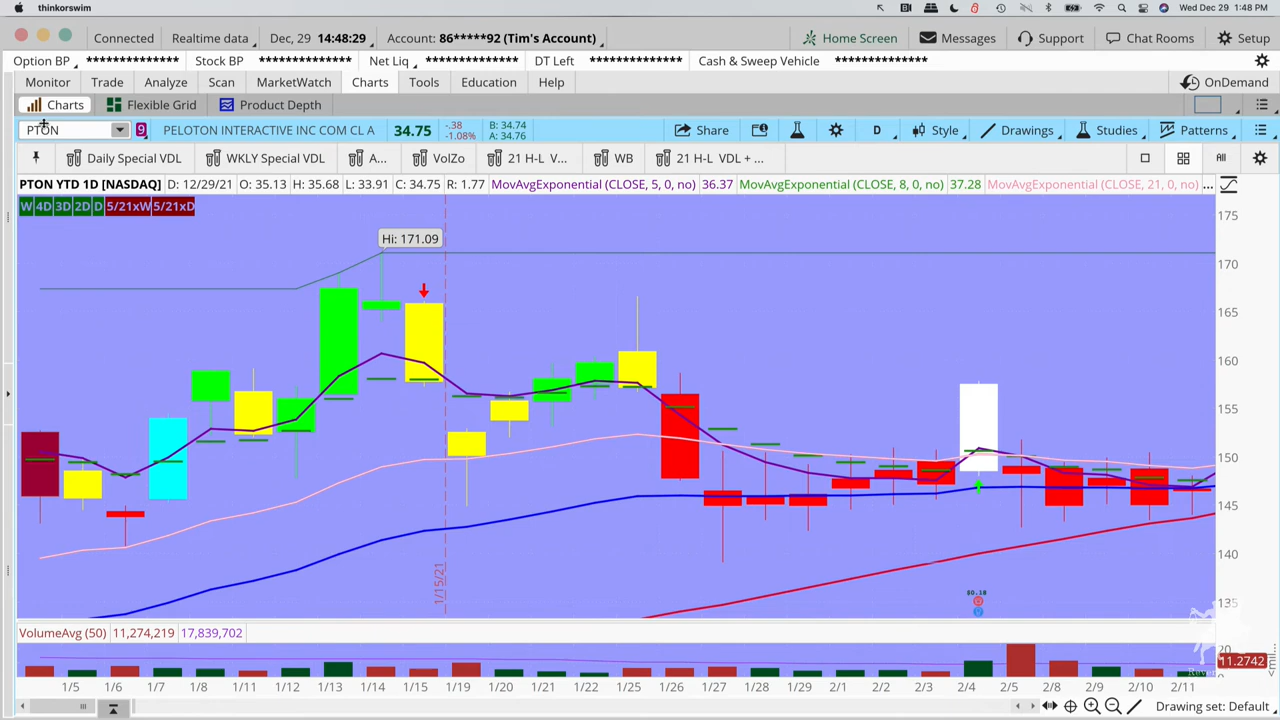 thinkorswim Wed Dec 29 1:48 PM
Connected Realtime data Dec, 29 14:48:29 Account: 86*****92 (Tim's Account) Home Screen Messages Support Chat Rooms Setup
Option BP ************** Stock BP ************** Net Liq ************** DT Left ************** Cash & Sweep Vehicle **************
Monitor Trade Analyze Scan MarketWatch Charts Tools Education Help OnDemand
Charts Flexible Grid Product Depth
PTON 9 PELOTON INTERACTIVE INC COM CL A 34.75 -.38 -1.08% B: 34.74 A: 34.76 Share D Style Drawings Studies Patterns
Daily Special VDL WKLY Special VDL A... VolZo 21 H-L V... WB 21 H-L VDL + ... All
PTON YTD 1D [NASDAQ] D: 12/29/21 O: 35.13 H: 35.68 L: 33.91 C: 34.75 R: 1.77 MovAvgExponential (CLOSE, 5, 0, no) 36.37 MovAvgExponential (CLOSE, 8, 0, no) 37.28 MovAvgExponential (CLOSE, 21, 0, no) ...
W 4D 3D 2D D 5/21xW 5/21xD
175
Hi: 171.09
170
165
160
155
150
145
140
1/15/21
$0.18
135
VolumeAvg (50) 11,274,219 17,839,702
20
11.2742
1/5 1/6 1/7 1/8 1/11 1/12 1/13 1/14 1/15 1/19 1/20 1/21 1/22 1/25 1/26 1/27 1/28 1/29 2/1 2/2 2/3 2/4 2/5 2/8 2/9 2/10 2/11
Drawing set: Default